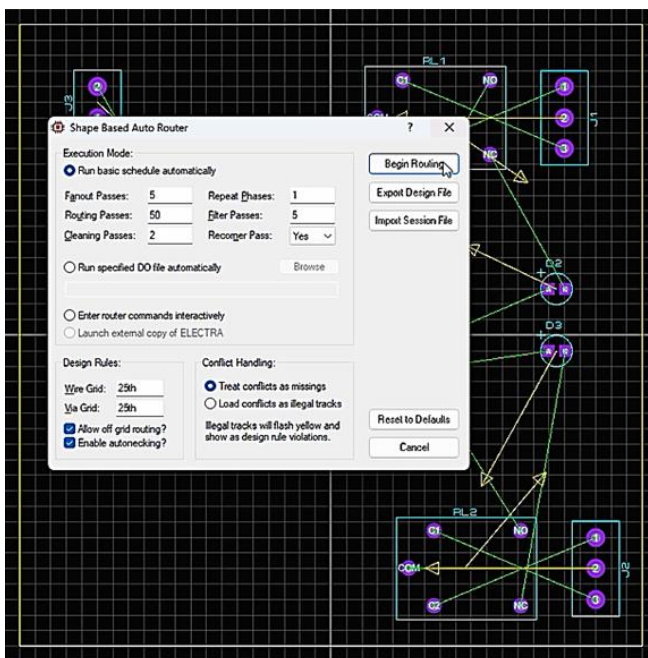 RL1
C1
NO
1
2
J3
J1
2
Shape Based Auto Router
?
Execution Mode:
Run basic schedule automatically
Begin Routing
3
NC
Fanout Passes: 5
Repeat Phases: 1
Export Design File
Routing Passes: 50
Filter Passes: 5
Import Session File
Cleaning Passes: 2
Recorner Pass: Yes
Run specified DO file automatically
Browse
D2
+
A
K
Enter router commands interactively
Launch external copy of ELECTRA
D3
+
A
K
Design Rules:
Conflict Handling:
Wire Grid: 25th
Treat conflicts as missings
Via Grid: 25th
Load conflicts as illegal tracks
Allow off grid routing?
Illegal tracks will flash yellow and
Reset to Defaults
Enable autonecking?
show as design rule violations.
Cancel
RL2
C1
NO
1
COM
2
J2
C2
NC
3